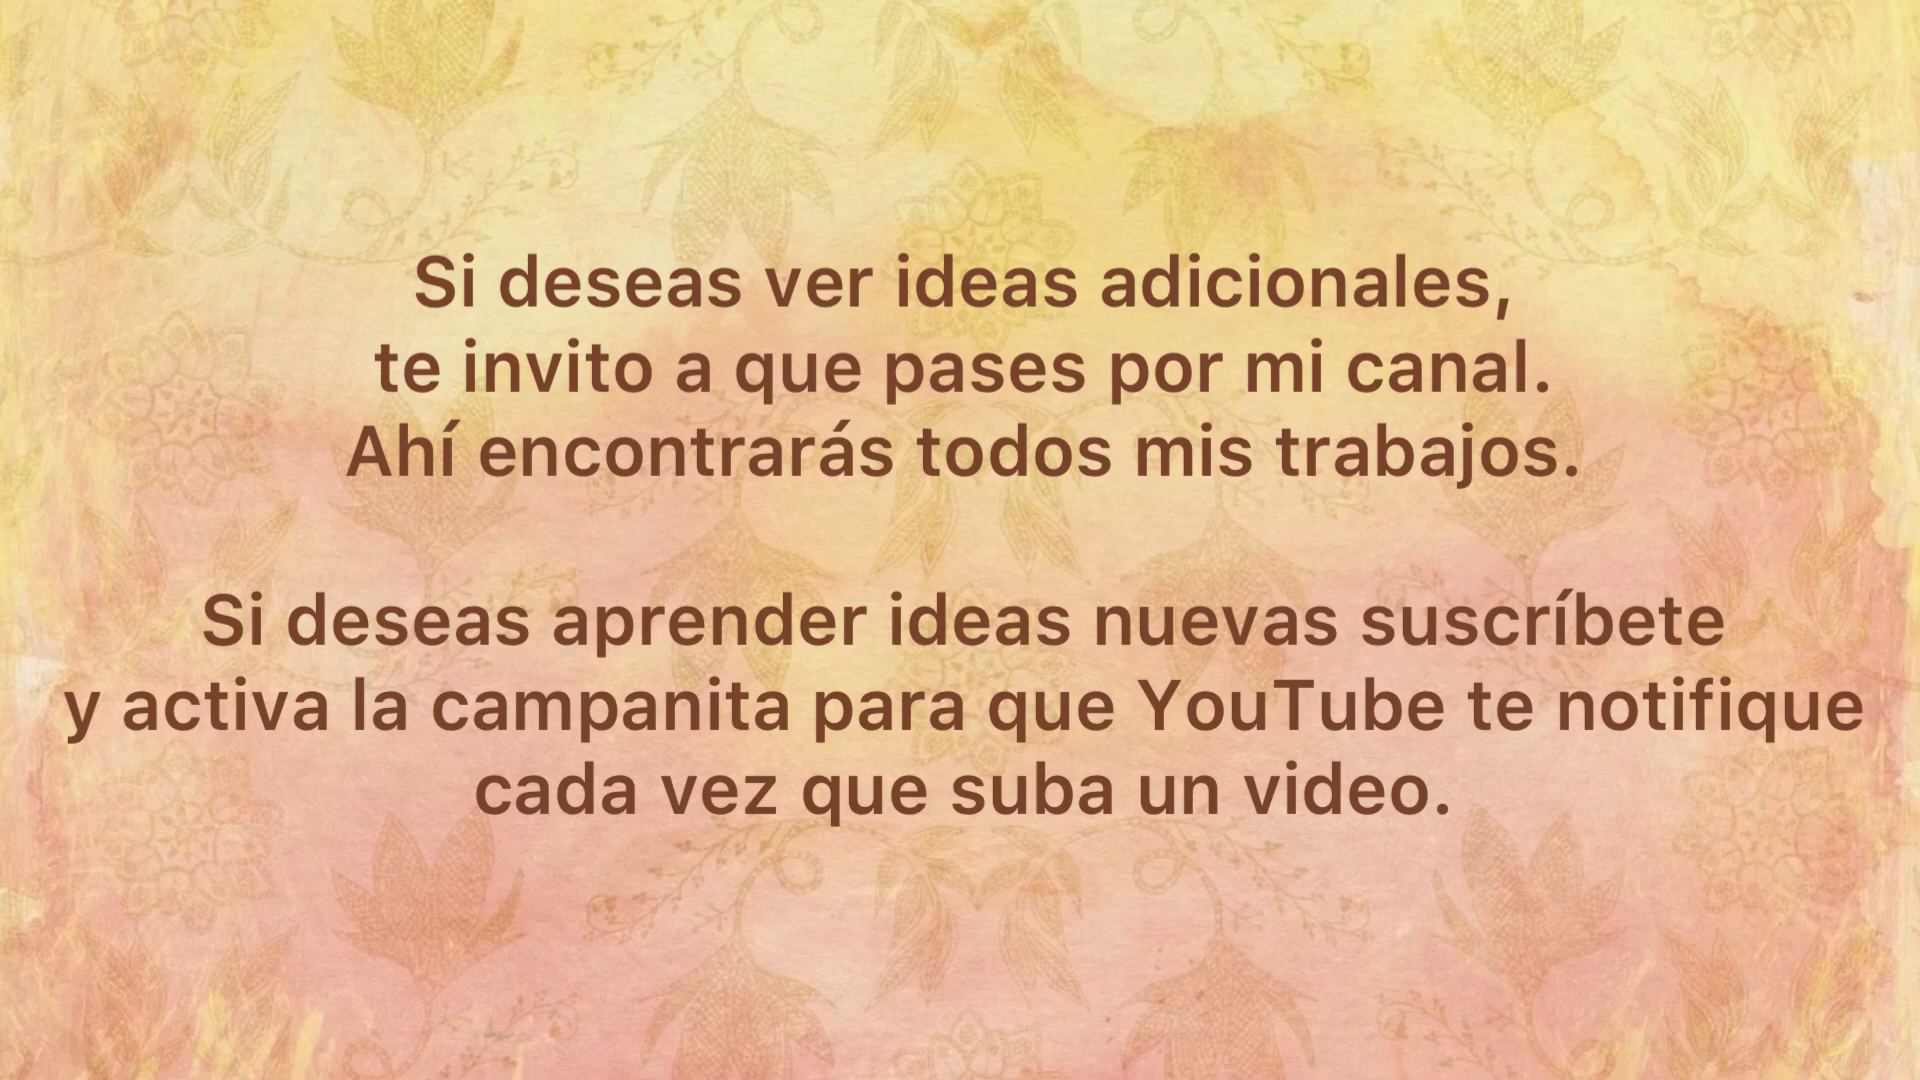 Si deseas ver ideas adicionales,
te invito a que pases por mi canal.
Ahí encontrarás todos mis trabajos.
Si deseas aprender ideas nuevas suscríbete
y activa la campanita para que YouTube te notifique
cada vez que suba un video.